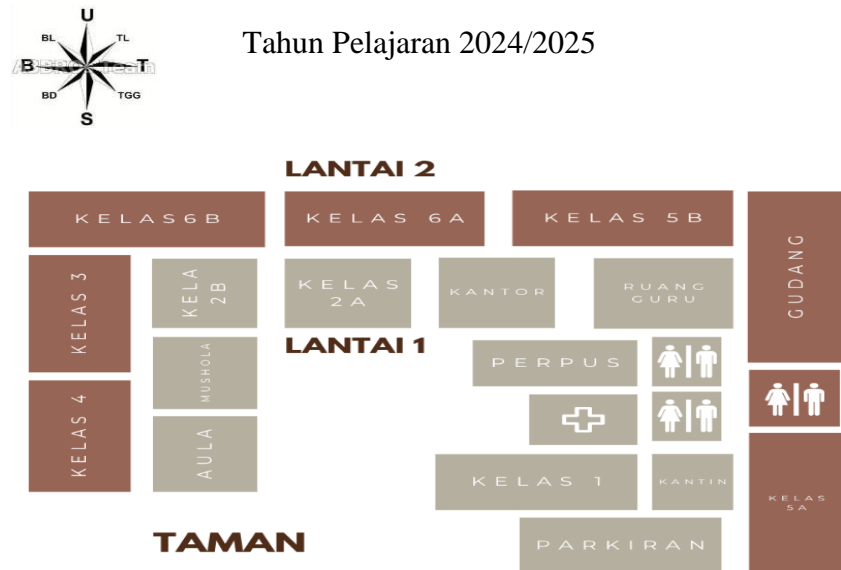 U
BL
TL
B
T
BD
TGG
S
Tahun Pelajaran 2024/2025
LANTAI 2
KELAS6B
KELAS 6A
KELAS 5B
GUDANG
KELAS 3
KELA
2B
KELAS
2A
KANTOR
RUANG
GURU
LANTAI 1
MUSHOLA
PERPUS
KELAS 4
AULA
KELAS 1
KANTIN
KELAS
5A
TAMAN
PARKIRAN